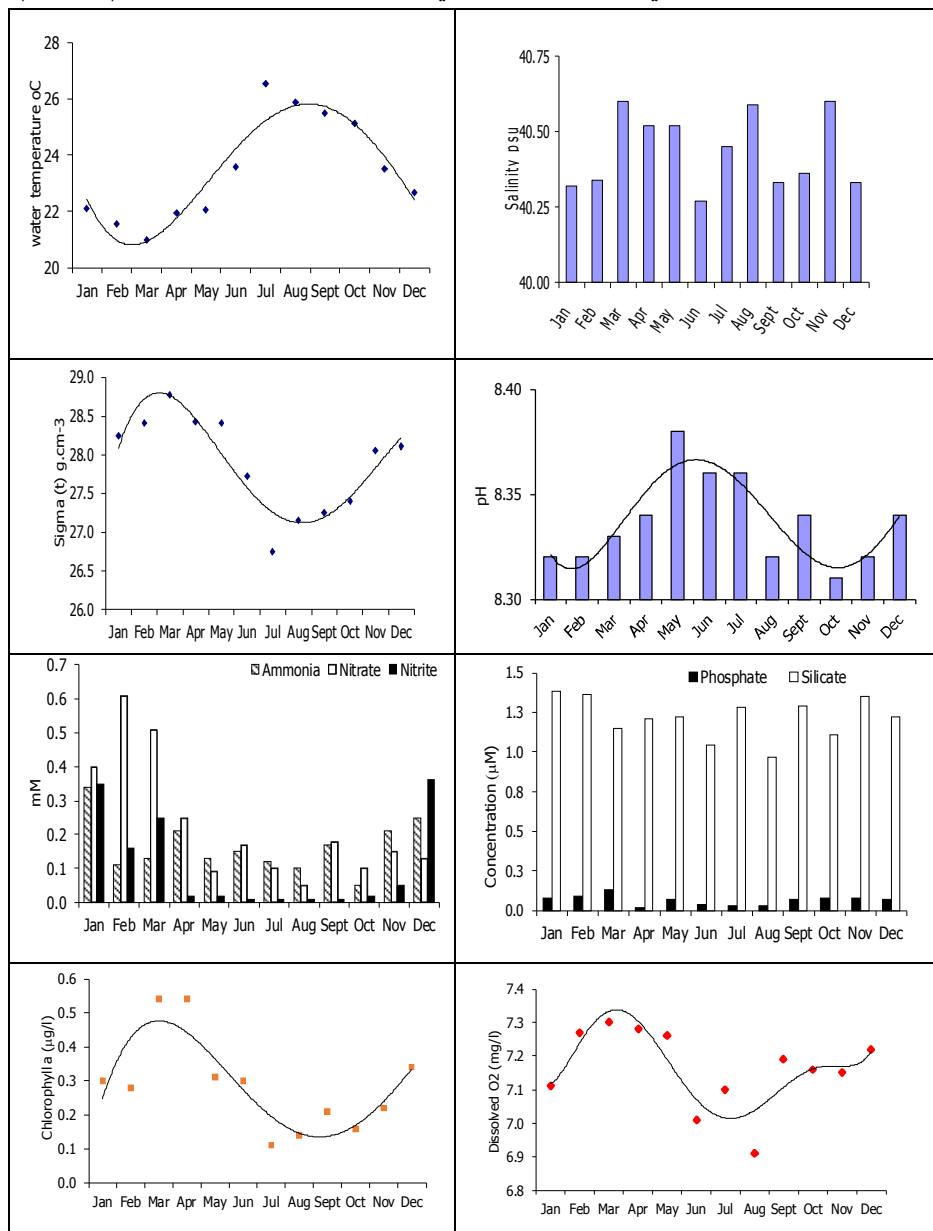 28
26
24
22
20
water temperature oC
Jan Feb Mar Apr May Jun Jul Aug Sept Oct Nov Dec
40.75
40.50
40.25
40.00
Salinity psu
Jan Feb Mar Apr May Jun Jul Aug Sept Oct Nov Dec
29.0
28.5
28.0
27.5
27.0
26.5
26.0
Sigma (t) g.cm-3
Jan Feb Mar Apr May Jun Jul Aug Sept Oct Nov Dec
8.40
8.35
8.30
pH
Jan Feb Mar Apr May Jun Jul Aug Sept Oct Nov Dec
Ammonia Nitrate Nitrite
0.7
0.6
0.5
0.4
0.3
0.2
0.1
0.0
mM
Jan Feb Mar Apr May Jun Jul Aug Sept Oct Nov Dec
Phosphate Silicate
1.5
1.3
1.0
0.8
0.5
0.3
0.0
Concentration (µM)
Jan Feb Mar Apr May Jun Jul Aug Sept Oct Nov Dec
0.6
0.5
0.4
0.3
0.2
0.1
0.0
Chlorophyll a (µg/l)
Jan Feb Mar Apr May Jun Jul Aug Sept Oct Nov Dec
7.4
7.3
7.2
7.1
7.0
6.9
6.8
Dissolved O2 (mg/l)
Jan Feb Mar Apr May Jun Jul Aug Sept Oct Nov Dec